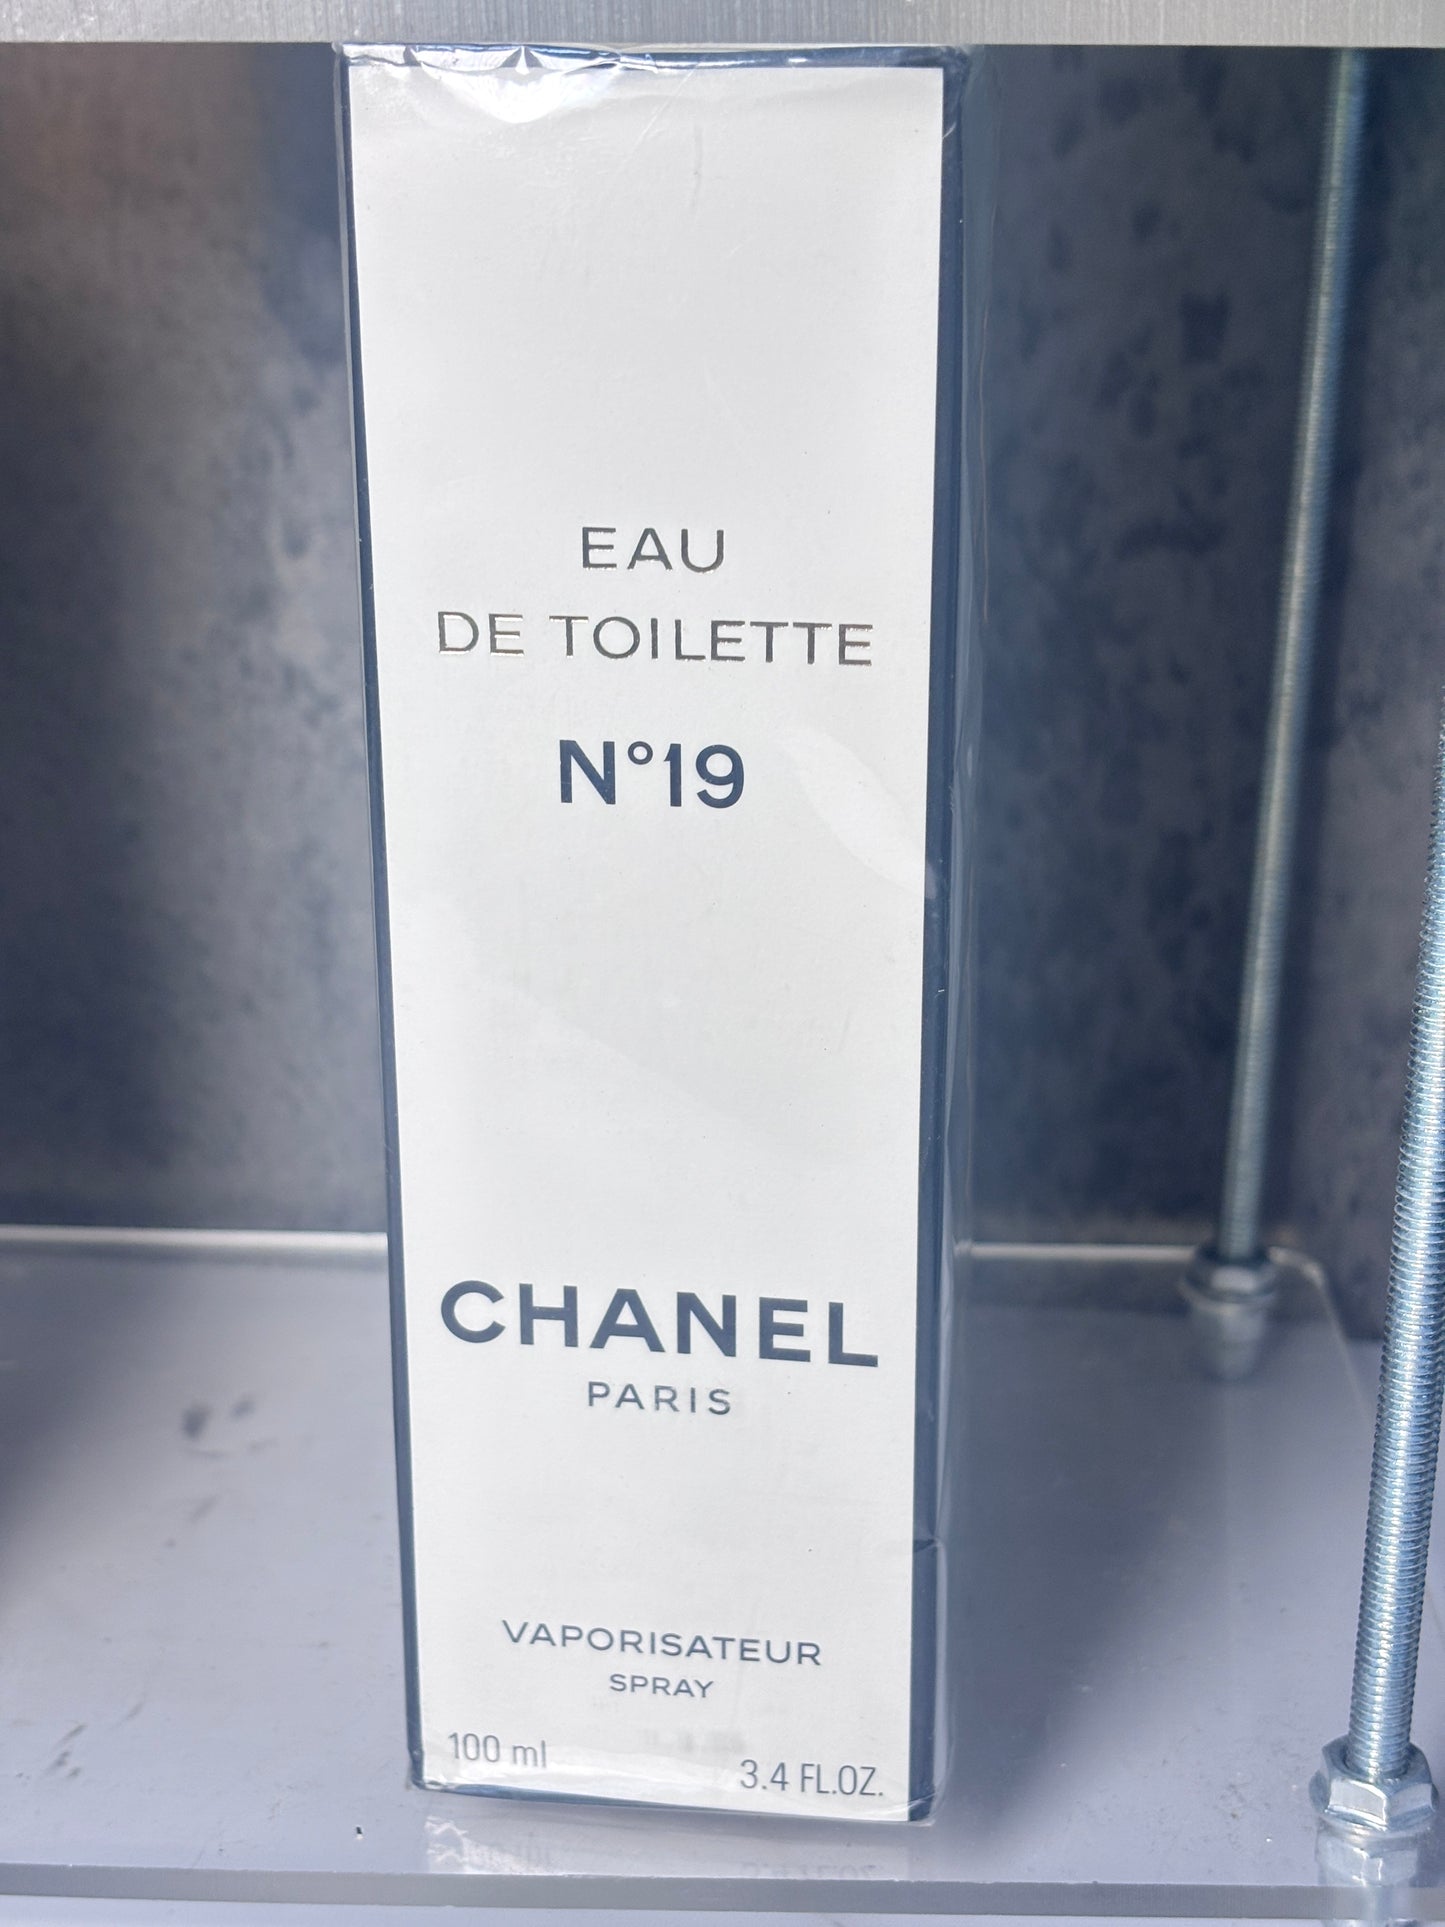 EAU
DE TOILETTE
N°19
CHANEL
PARIS
VAPORISATEUR
SPRAY
100 ml
3.4 FL.OZ.